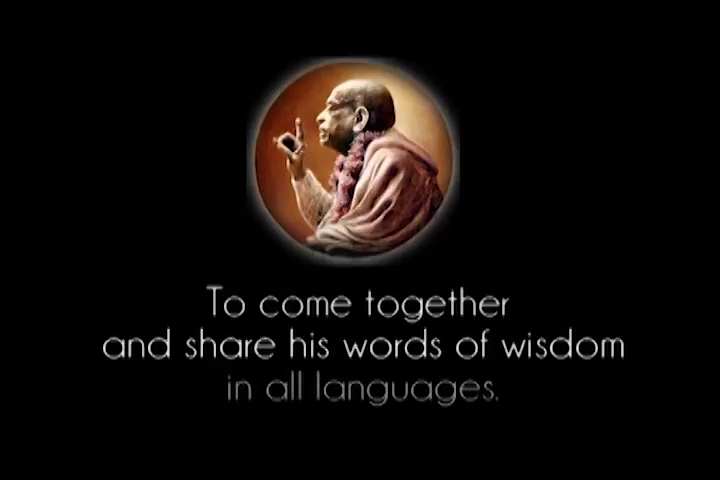 To come together
and share his words of wisdom
in all languages.